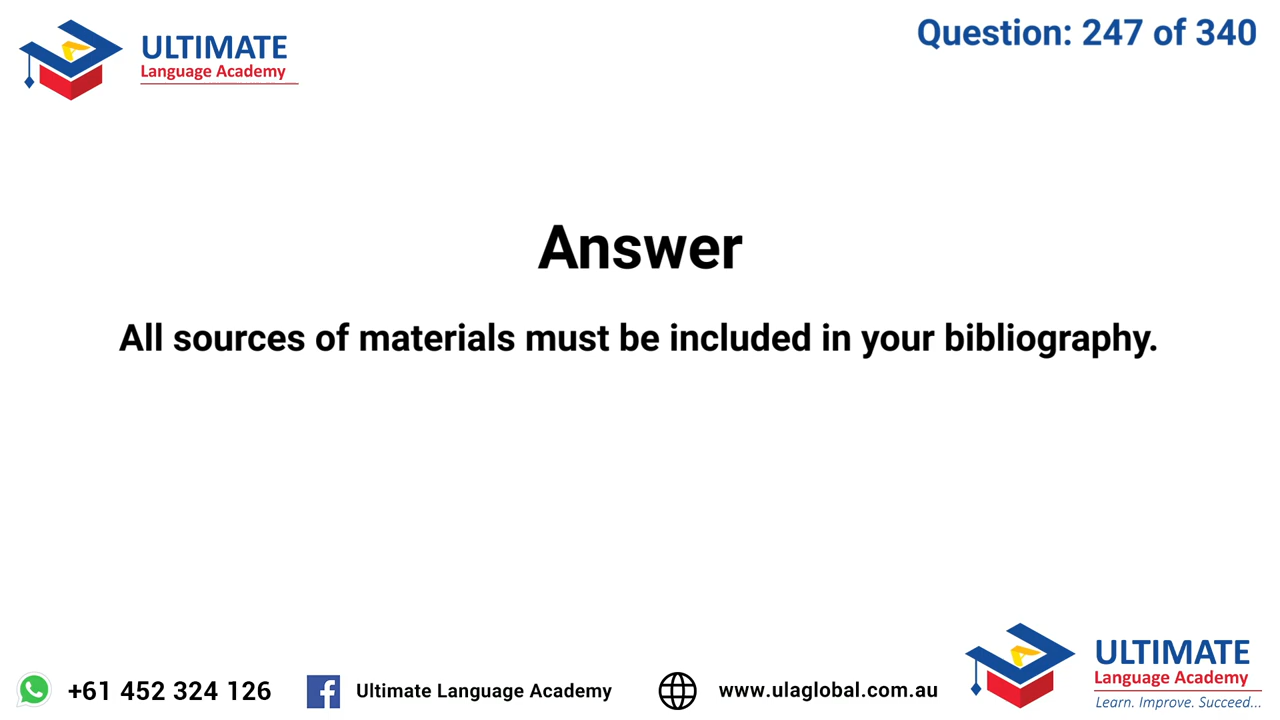 ULTIMATE
Language Academy
Question: 247 of 340
Answer
All sources of materials must be included in your bibliography.
+61 452 324 126
Ultimate Language Academy
www.ulaglobal.com.au
ULTIMATE
Language Academy
Learn. Improve. Succeed...